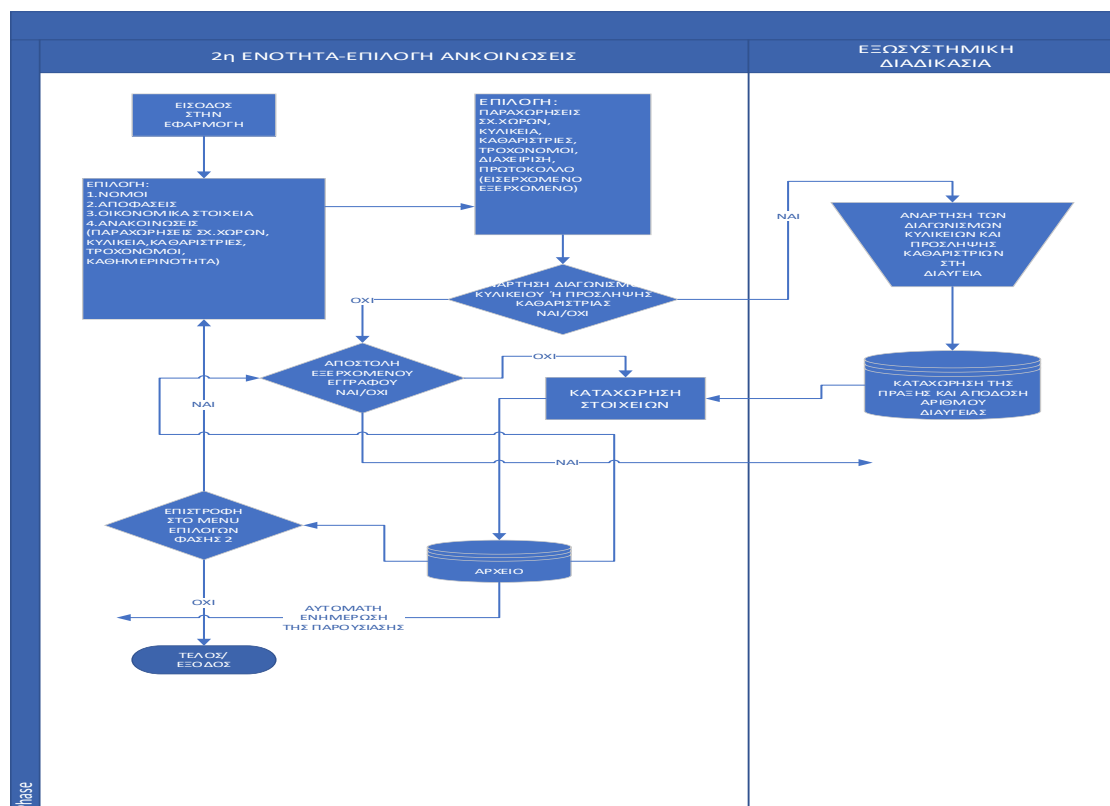 2η ΕΝΟΤΗΤΑ-ΕΠΙΛΟΓΗ ΑΝΚΟΙΝΩΣΕΙΣ
ΕΞΩΣΥΣΤΗΜΙΚΗ
ΔΙΑΔΙΚΑΣΙΑ
ΕΙΣΟΔΟΣ
ΣΤΗΝ
ΕΦΑΡΜΟΓΗ
ΕΠΙΛΟΓΗ:
ΠΑΡΑΧΩΡΗΣΕΙΣ
ΣΧ.ΧΩΡΩΝ,
ΚΥΛΙΚΕΙΑ,
ΚΑΘΑΡΙΣΤΡΙΕΣ,
ΤΡΟΧΟΝΟΜΟΙ,
ΔΙΑΧΕΙΡΙΣΗ,
ΠΡΩΤΟΚΟΛΛΟ
(ΕΙΣΕΡΧΟΜΕΝΟ
ΕΞΕΡΧΟΜΕΝΟ)
ΕΠΙΛΟΓΗ:
1.ΝΟΜΟΙ
2.ΑΠΟΦΑΣΕΙΣ
3.ΟΙΚΟΝΟΜΙΚΑ ΣΤΟΙΧΕΙΑ
4.ΑΝΑΚΟΙΝΩΣΕΙΣ
(ΠΑΡΑΧΩΡΗΣΕΙΣ ΣΧ.ΧΩΡΩΝ,
ΚΥΛΙΚΕΙΑ,ΚΑΘΑΡΙΣΤΡΙΕΣ,
ΤΡΟΧΟΝΟΜΟΙ,
ΚΑΘΗΜΕΡΙΝΟΤΗΤΑ)
ΝΑΙ
ΑΝΑΡΤΗΣΗ ΤΩΝ
ΔΙΑΓΩΝΙΣΜΩΝ
ΚΥΛΙΚΕΙΩΝ ΚΑΙ
ΠΡΟΣΛΗΨΗΣ
ΚΑΘΑΡΙΣΤΡΙΩΝ
ΣΤΗ
ΔΙΑΥΓΕΙΑ
ΑΝΑΡΤΗΣΗ ΔΙΑΓΩΝΙΣΜΟΥ
ΚΥΛΙΚΕΙΟΥ Ή ΠΡΟΣΛΗΨΗΣ
ΚΑΘΑΡΙΣΤΡΙΑΣ
ΝΑΙ/ΟΧΙ
ΟΧΙ
ΑΠΟΣΤΟΛΗ
ΕΞΕΡΧΟΜΕΝΟΥ
ΕΓΓΡΑΦΟΥ
ΝΑΙ/ΟΧΙ
ΟΧΙ
ΚΑΤΑΧΩΡΗΣΗ
ΣΤΟΙΧΕΙΩΝ
ΚΑΤΑΧΩΡΗΣΗ ΤΗΣ
ΠΡΑΞΗΣ ΚΑΙ ΑΠΟΔΟΣΗ
ΑΡΙΘΜΟΥ
ΔΙΑΥΓΕΙΑΣ
ΝΑΙ
ΝΑΙ
ΕΠΙΣΤΡΟΦΗ
ΣΤΟ MENU
ΕΠΙΛΟΓΩΝ
ΦΑΣΗΣ 2
ΑΡΧΕΙΟ
ΟΧΙ
ΑΥΤΟΜΑΤΗ
ΕΝΗΜΕΡΩΣΗ
ΤΗΣ ΠΑΡΟΥΣΙΑΣΗΣ
ΤΕΛΟΣ/
ΕΞΟΔΟΣ